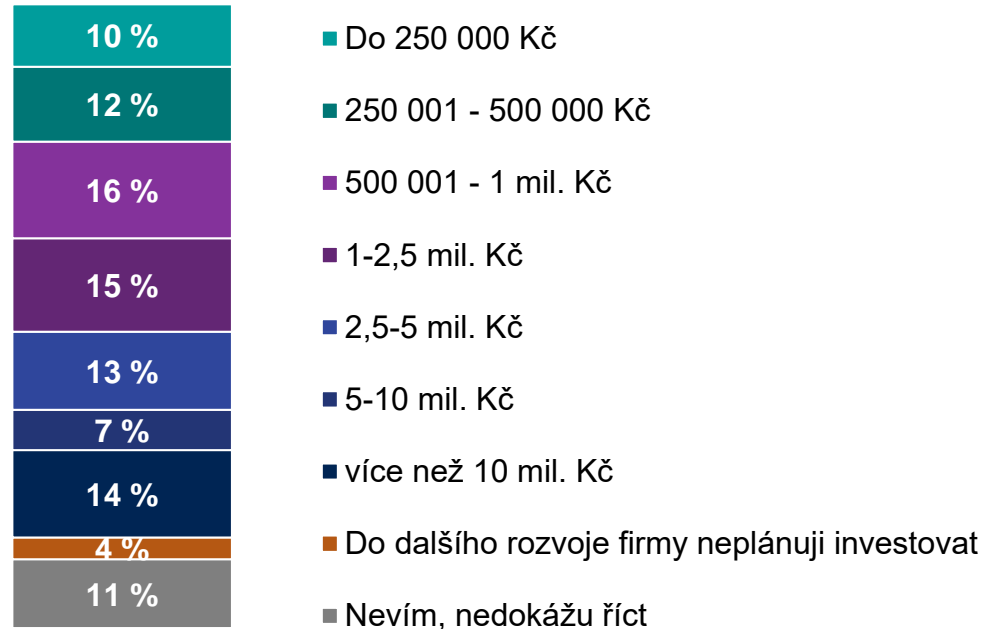 10 %
Do 250 000 Kč
12 %
250 001 - 500 000 Kč
16 %
500 001 - 1 mil. Kč
15 %
1-2,5 mil. Kč
13 %
2,5-5 mil. Kč
7 %
5-10 mil. Kč
14 %
více než 10 mil. Kč
4 %
Do dalšího rozvoje firmy neplánuji investovat
11 %
Nevím, nedokážu říct